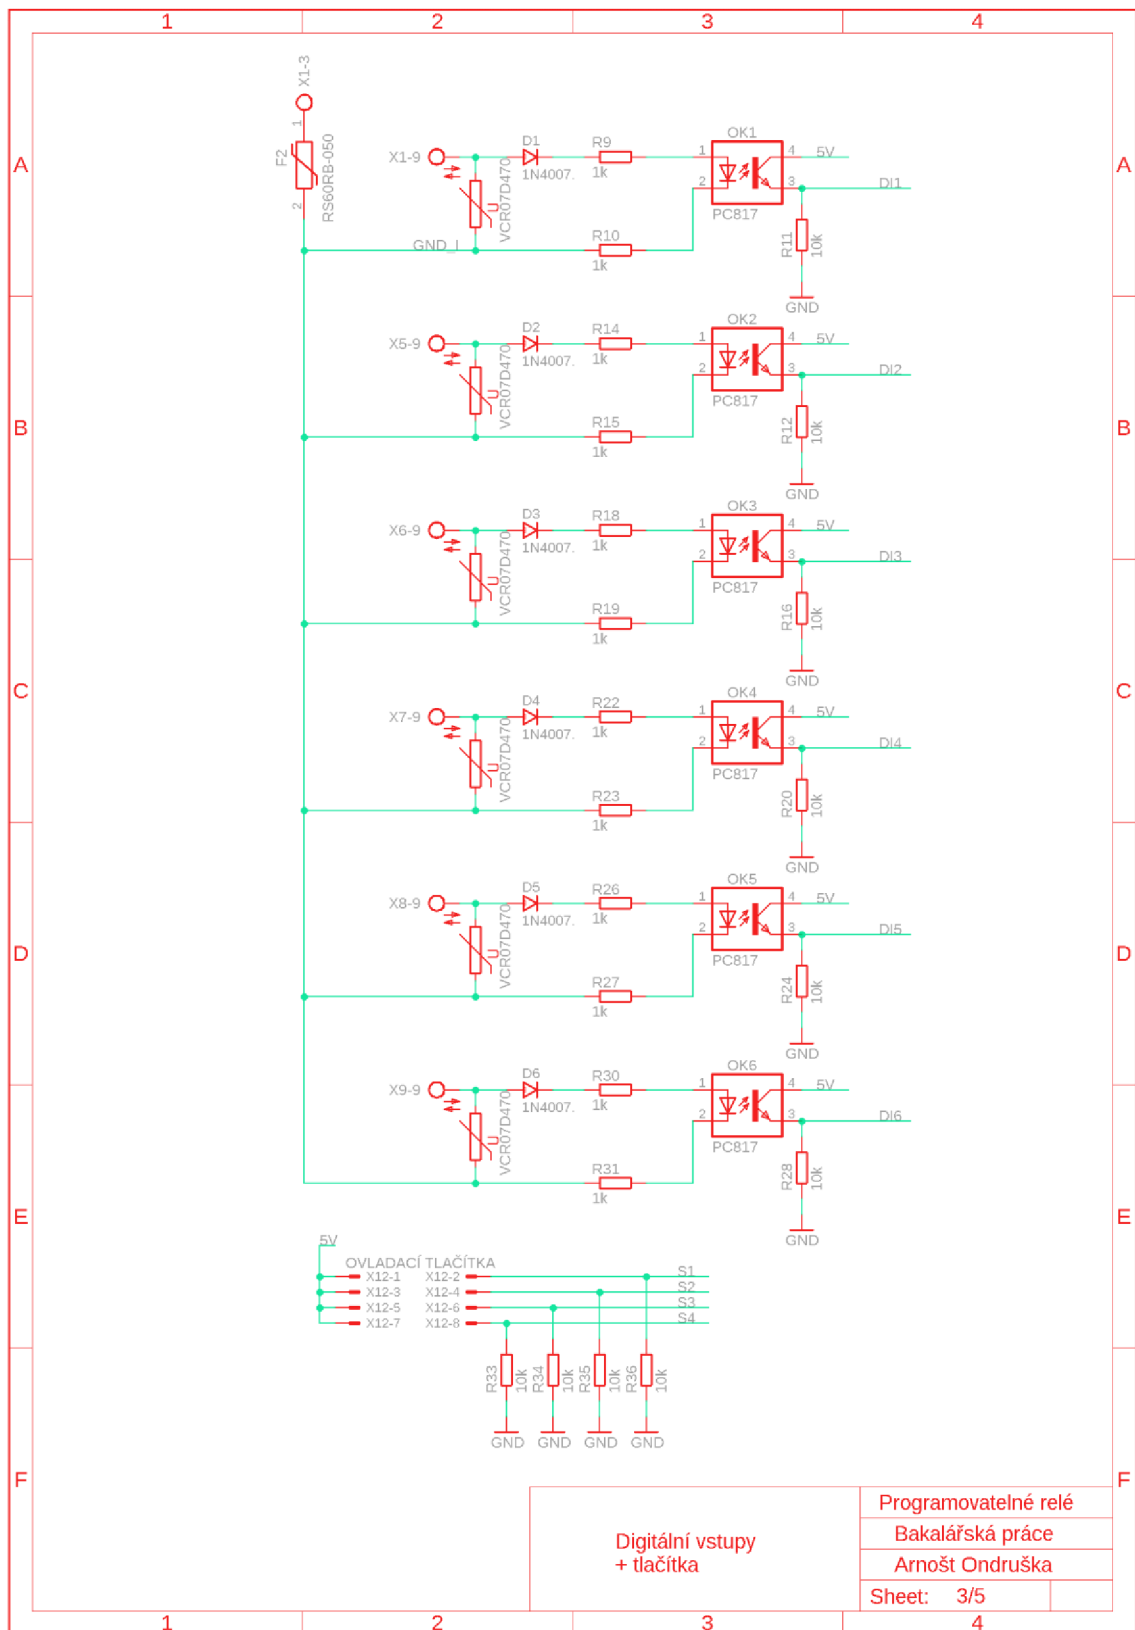 1 2 3 4
A A
X1-3
1
F2
RS60RB-050
2
X1-9
D1
1N4007.
U
VCR07D470
R9
1k
GND_I
R10
1k
OK1
1 4
2 3
PC817
5V
DI1
R11
10k
GND
B B
X5-9
D2
1N4007.
U
VCR07D470
R14
1k
R15
1k
OK2
1 4
2 3
PC817
5V
DI2
R12
10k
GND
X6-9
D3
1N4007.
U
VCR07D470
R18
1k
R19
1k
OK3
1 4
2 3
PC817
5V
DI3
R16
10k
GND
C C
X7-9
D4
1N4007.
U
VCR07D470
R22
1k
R23
1k
OK4
1 4
2 3
PC817
5V
DI4
R20
10k
GND
D D
X8-9
D5
1N4007.
U
VCR07D470
R26
1k
R27
1k
OK5
1 4
2 3
PC817
5V
DI5
R24
10k
GND
X9-9
D6
1N4007.
U
VCR07D470
R30
1k
R31
1k
OK6
1 4
2 3
PC817
5V
DI6
R28
10k
GND
E E
5V
OVLADACÍ TLAČÍTKA
X12-1 X12-2 S1
X12-3 X12-4 S2
X12-5 X12-6 S3
X12-7 X12-8 S4
R33 10k R34 10k R35 10k R36 10k
GND GND GND GND
F F
Digitální vstupy
+ tlačítka
Programovatelné relé
Bakalářská práce
Arnošt Ondruška
Sheet: 3/5
1 2 3 4